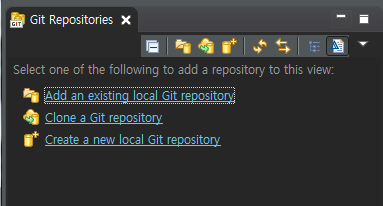 GIT
Git Repositories
Select one of the following to add a repository to this view:
Add an existing local Git repository
Clone a Git repository
Create a new local Git repository